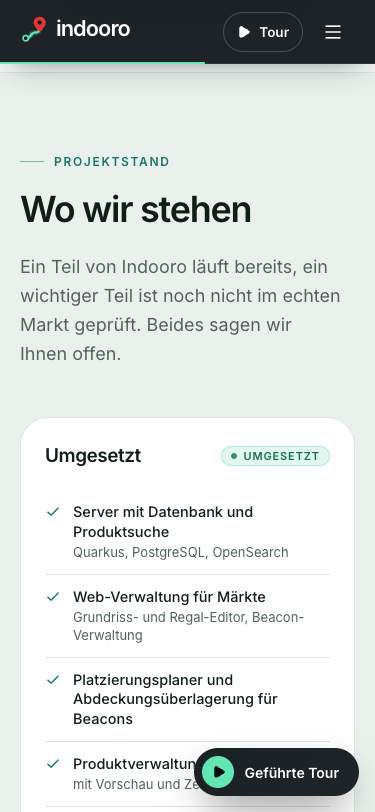 indooro
Tour
PROJEKTSTAND
Wo wir stehen
Ein Teil von Indooro läuft bereits, ein
wichtiger Teil ist noch nicht im echten
Markt geprüft. Beides sagen wir
Ihnen offen.
Umgesetzt
UMGESETZT
Server mit Datenbank und
Produktsuche
Quarkus, PostgreSQL, OpenSearch
Web-Verwaltung für Märkte
Grundriss- und Regal-Editor, Beacon-
Verwaltung
Platzierungsplaner und
Abdeckungsüberlagerung für
Beacons
mit Vorschau und
Geführte Tour